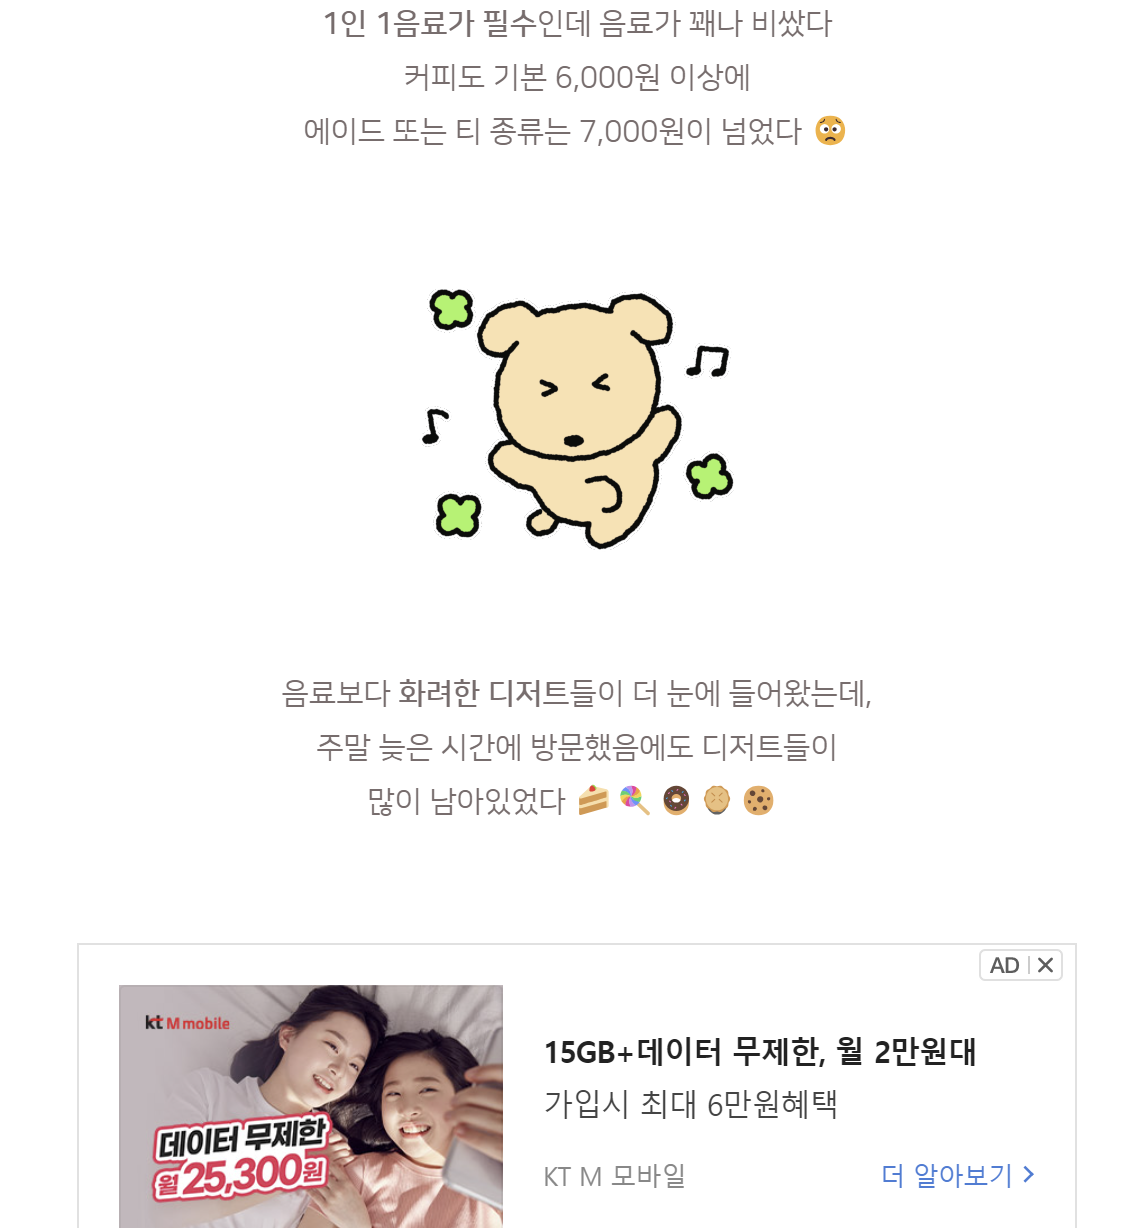 1인 1음료가 필수인데 음료가 꽤나 비쌌다
커피도 기본 6,000원 이상에
에이드 또는 티 종류는 7,000원이 넘었다 😟
음료보다 화려한 디저트들이 더 눈에 들어왔는데,
주말 늦은 시간에 방문했음에도 디저트들이
많이 남아있었다 🍰 🍭 🍩 🥧 🍪
AD
kt M mobile
데이터 무제한
월 25,300원
15GB+데이터 무제한, 월 2만원대
가입시 최대 6만원혜택
KT M 모바일
더 알아보기